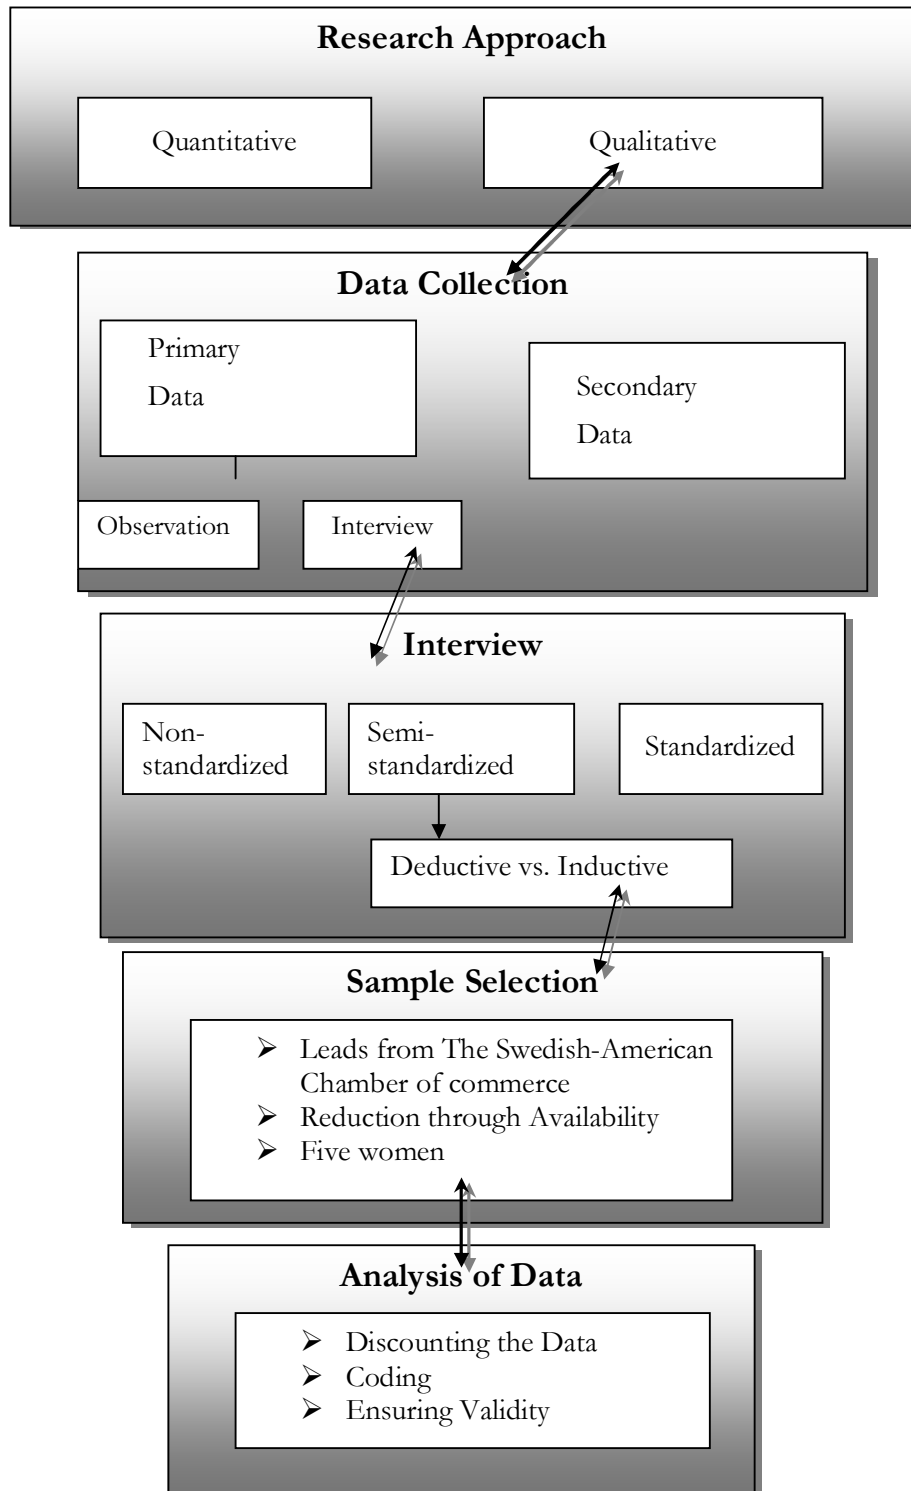 Research Approach
Quantitative
Qualitative
Data Collection
Primary
Data
Secondary
Data
Observation
Interview
Interview
Non-
standardized
Semi-
standardized
Standardized
Deductive vs. Inductive
Sample Selection
➢ Leads from The Swedish-American
Chamber of commerce
➢ Reduction through Availability
➢ Five women
Analysis of Data
➢ Discounting the Data
➢ Coding
➢ Ensuring Validity